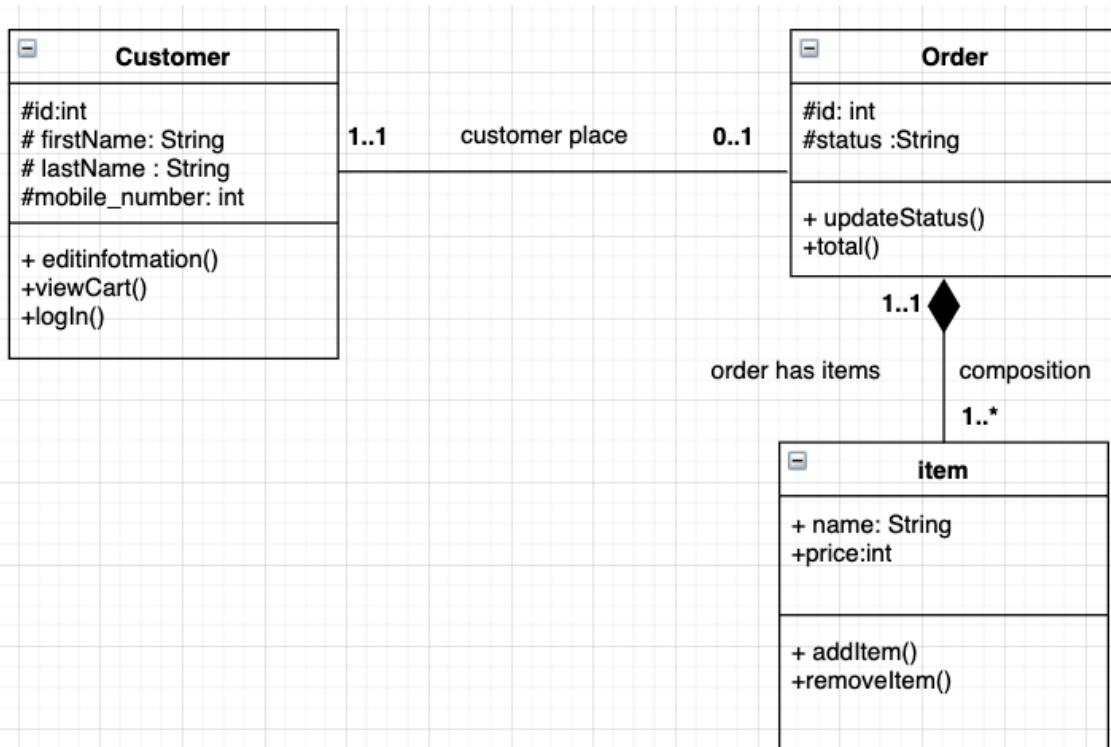 Customer
#id:int
# firstName: String
# lastName : String
#mobile_number: int
+ editinfotmation()
+viewCart()
+logIn()
1..1
customer place
0..1
Order
#id: int
#status :String
+ updateStatus()
+total()
1..1
order has items
composition
1..*
item
+ name: String
+price:int
+ addItem()
+removeItem()